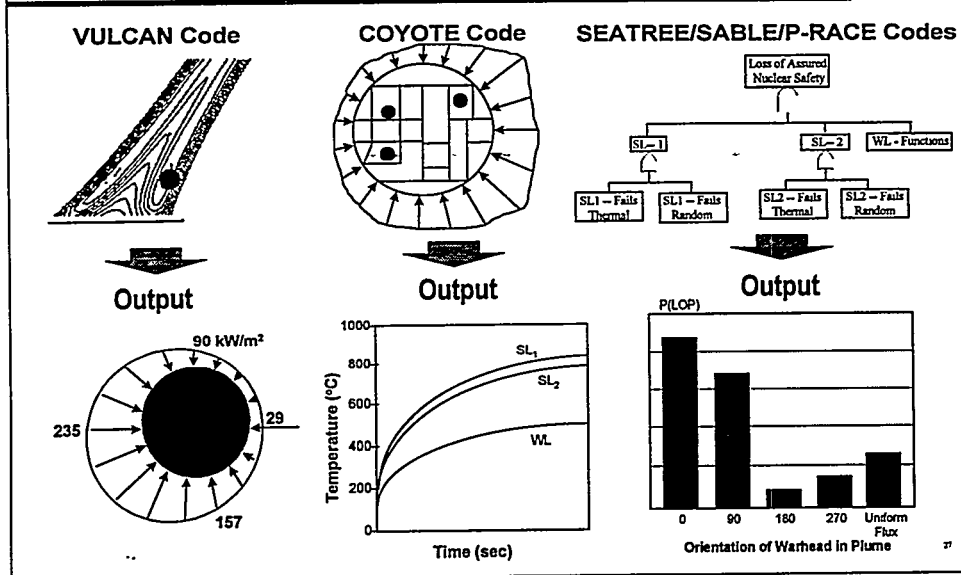 VULCAN Code
COYOTE Code
SEATREE/SABLE/P-RACE Codes
Loss of Assured
Nuclear Safety
SL-1
SL-2
WL - Functions
SL1 – Fails
Thermal
SL1 – Fails
Random
SL2 – Fails
Thermal
SL2 – Fails
Random
Output
Output
Output
90 kW/m²
235
29
157
1000
800
600
400
200
0
Temperature (°C)
SL₁
SL₂
WL
Time (sec)
P(LOP)
0
90
180
270
Uniform
Flux
Orientation of Warhead in Plume
27